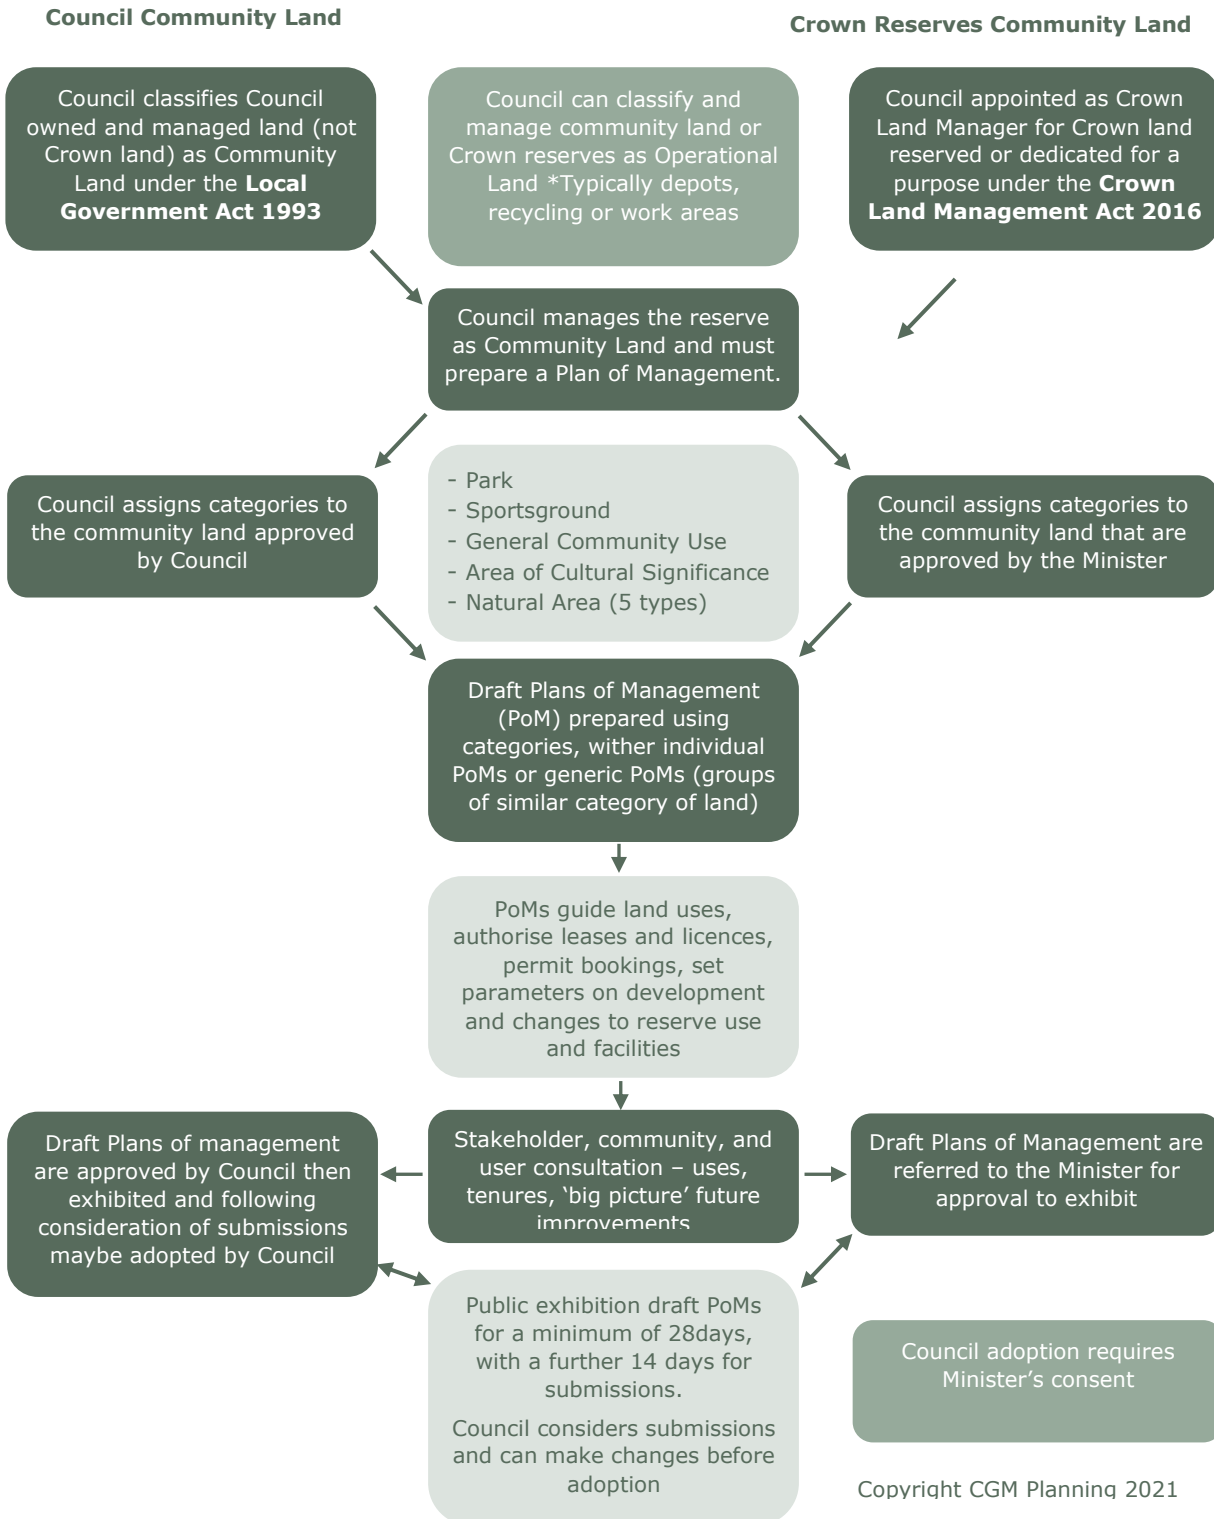 Council Community Land
Crown Reserves Community Land
Council classifies Council
owned and managed land (not
Crown land) as Community
Land under the Local
Government Act 1993
Council can classify and
manage community land or
Crown reserves as Operational
Land *Typically depots,
recycling or work areas
Council appointed as Crown
Land Manager for Crown land
reserved or dedicated for a
purpose under the Crown
Land Management Act 2016
Council manages the reserve
as Community Land and must
prepare a Plan of Management.
Council assigns categories to
the community land approved
by Council
- Park
- Sportsground
- General Community Use
- Area of Cultural Significance
- Natural Area (5 types)
Council assigns categories to
the community land that are
approved by the Minister
Draft Plans of Management
(PoM) prepared using
categories, wither individual
PoMs or generic PoMs (groups
of similar category of land)
PoMs guide land uses,
authorise leases and licences,
permit bookings, set
parameters on development
and changes to reserve use
and facilities
Draft Plans of management
are approved by Council then
exhibited and following
consideration of submissions
maybe adopted by Council
Stakeholder, community, and
user consultation – uses,
tenures, ‘big picture’ future
improvements
Draft Plans of Management are
referred to the Minister for
approval to exhibit
Public exhibition draft PoMs
for a minimum of 28days,
with a further 14 days for
submissions.
Council considers submissions
and can make changes before
adoption
Council adoption requires
Minister’s consent
Copyright CGM Planning 2021